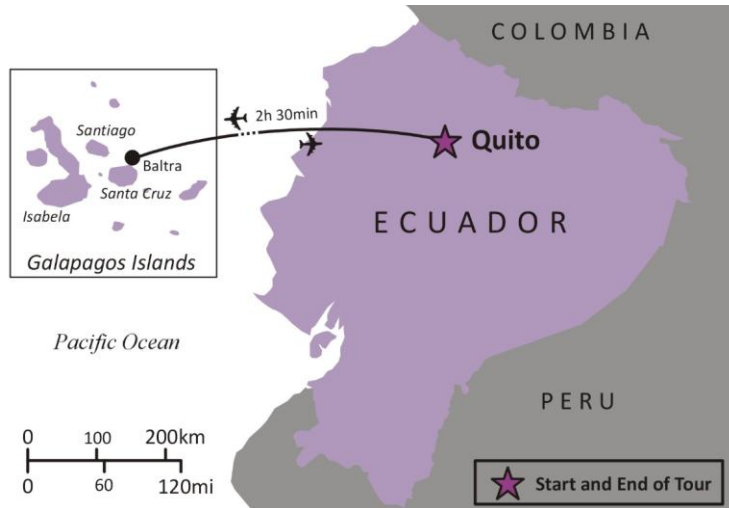 COLOMBIA
2h 30min
Quito
Santiago
Baltra
Santa Cruz
Isabela
Galapagos Islands
ECUADOR
Pacific Ocean
PERU
0 100 200km
0 60 120mi
Start and End of Tour